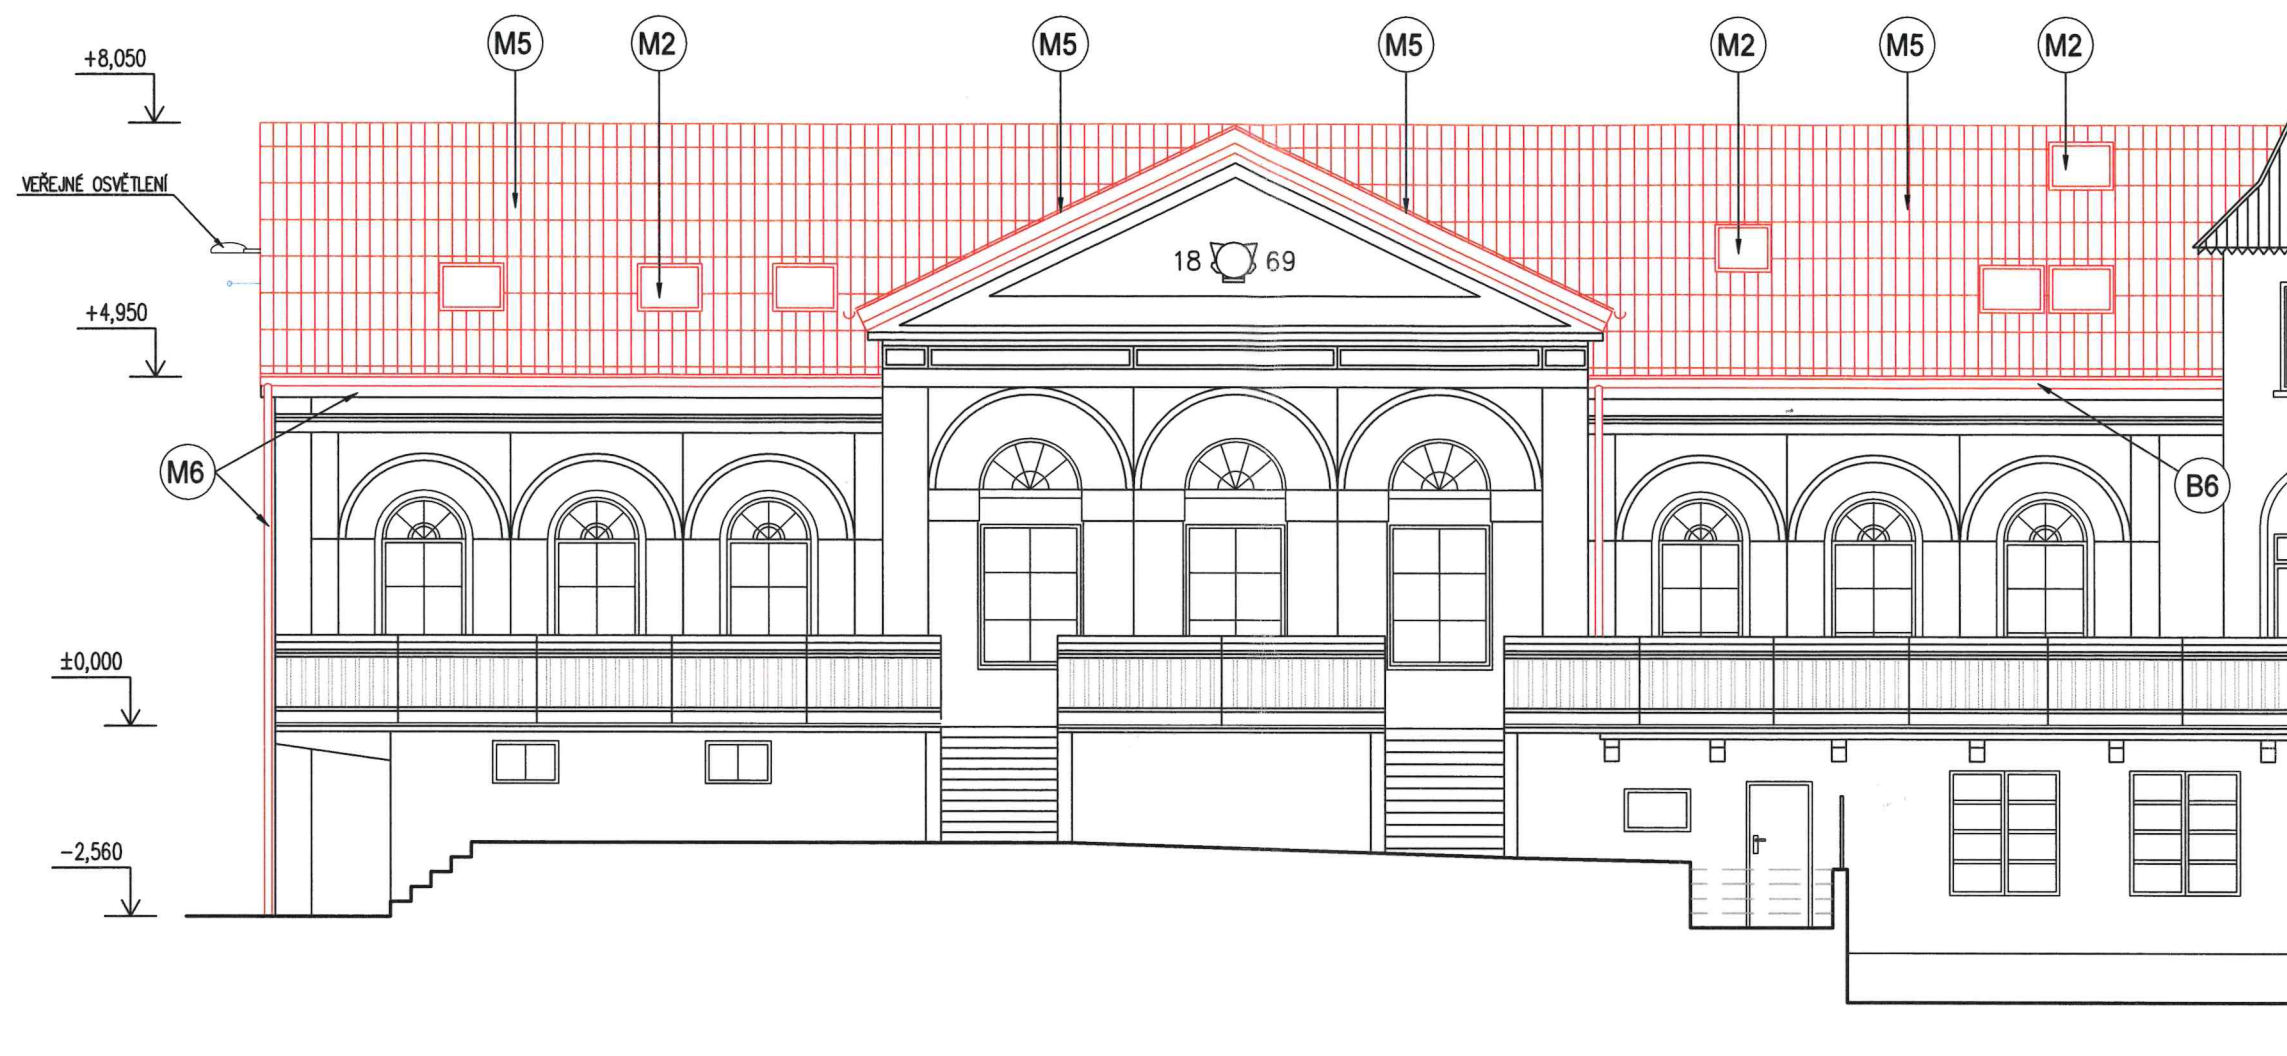 M5
M2
M5
M5
M2
M5
M2
+8,050
VEŘEJNÉ OSVĚTLENÍ
18 69
+4,950
M6
B6
±0,000
−2,560